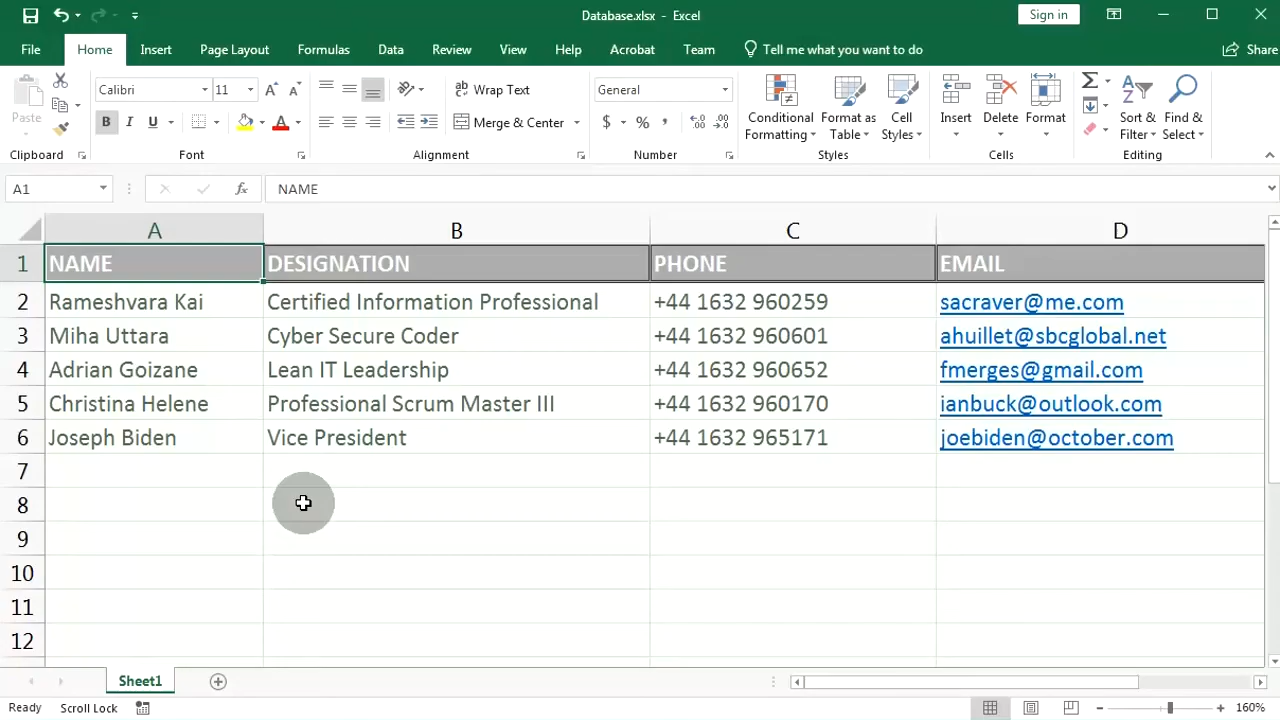 Database.xlsx - Excel
Sign in
File Home Insert Page Layout Formulas Data Review View Help Acrobat Team Tell me what you want to do Share
Paste
Calibri 11
B I U
Wrap Text
Merge & Center
General
$ % ,
Conditional Formatting
Format as Table
Cell Styles
Insert
Delete
Format
Sort & Filter
Find & Select
Clipboard Font Alignment Number Styles Cells Editing
A1 fx NAME
A B C D
1 NAME DESIGNATION PHONE EMAIL
2 Rameshvara Kai Certified Information Professional +44 1632 960259 sacraver@me.com
3 Miha Uttara Cyber Secure Coder +44 1632 960601 ahuillet@sbcglobal.net
4 Adrian Goizane Lean IT Leadership +44 1632 960652 fmerges@gmail.com
5 Christina Helene Professional Scrum Master III +44 1632 960170 ianbuck@outlook.com
6 Joseph Biden Vice President +44 1632 965171 joebiden@october.com
7
8
9
10
11
12
Sheet1
Ready Scroll Lock 160%